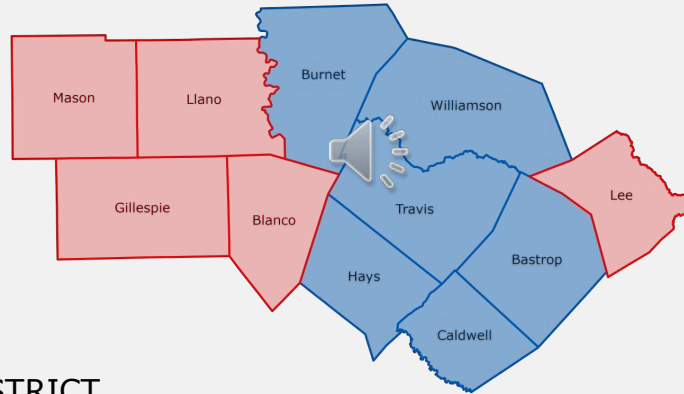 Burnet
Mason
Llano
Williamson
Gillespie
Blanco
Travis
Lee
Hays
Bastrop
Caldwell